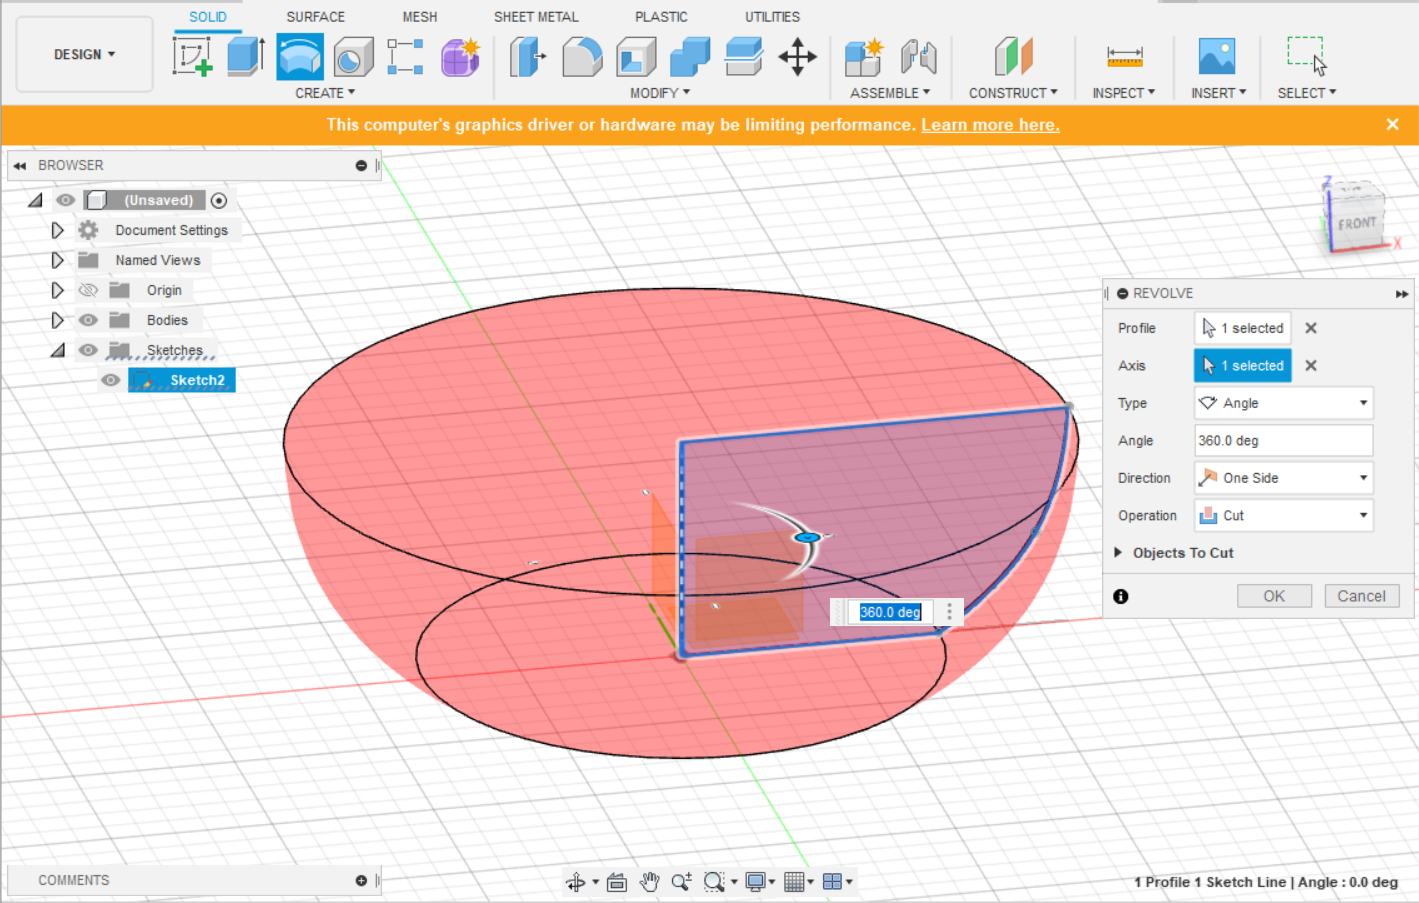 SOLID SURFACE MESH SHEET METAL PLASTIC UTILITIES
DESIGN
CREATE MODIFY ASSEMBLE CONSTRUCT INSPECT INSERT SELECT
This computer's graphics driver or hardware may be limiting performance. Learn more here.
BROWSER
(Unsaved)
Document Settings
Named Views
Origin
Bodies
Sketches
Sketch2
Z
FRONT
X
REVOLVE
Profile 1 selected
Axis 1 selected
Type Angle
Angle 360.0 deg
Direction One Side
Operation Cut
Objects To Cut
OK Cancel
360.0 deg
COMMENTS
1 Profile 1 Sketch Line | Angle : 0.0 deg